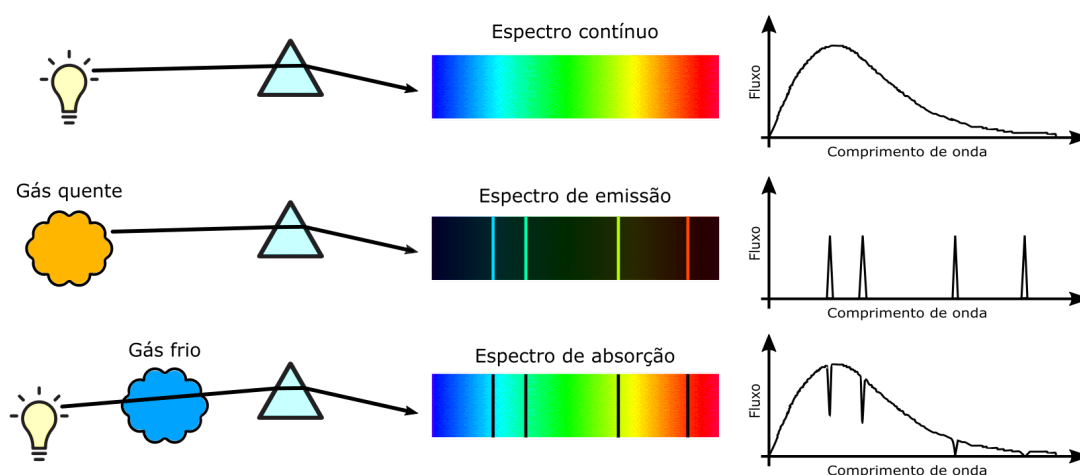 Espectro contínuo
Fluxo
Comprimento de onda
Gás quente
Espectro de emissão
Fluxo
Comprimento de onda
Gás frio
Espectro de absorção
Fluxo
Comprimento de onda